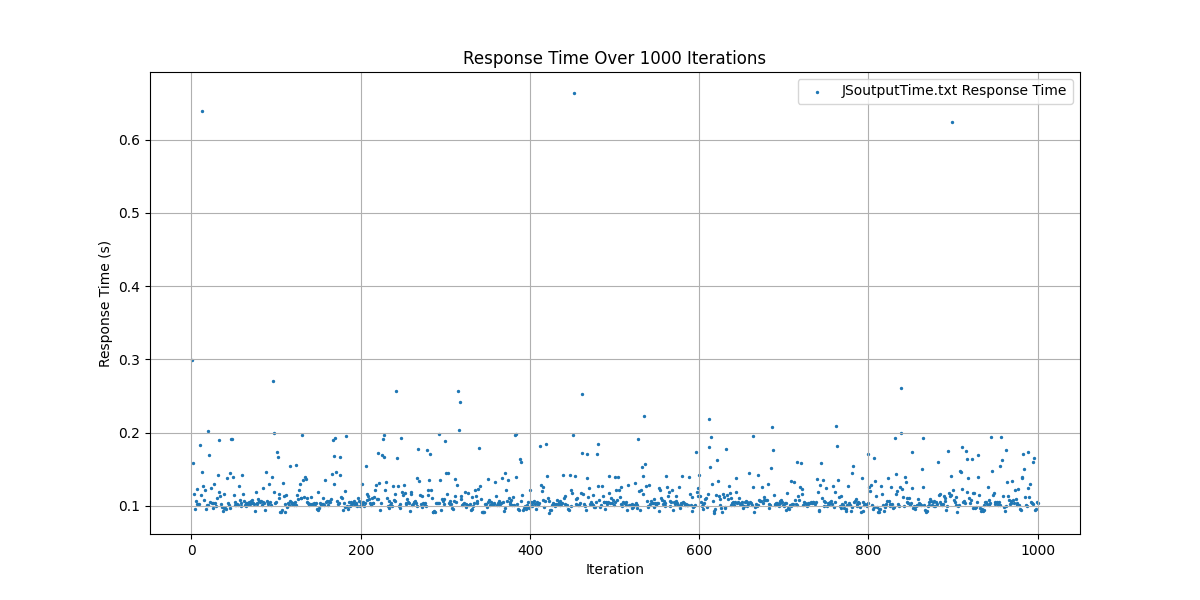 Response Time Over 1000 Iterations
JSoutputTime.txt Response Time
Response Time (s)
0.6
0.5
0.4
0.3
0.2
0.1
0 200 400 600 800 1000
Iteration